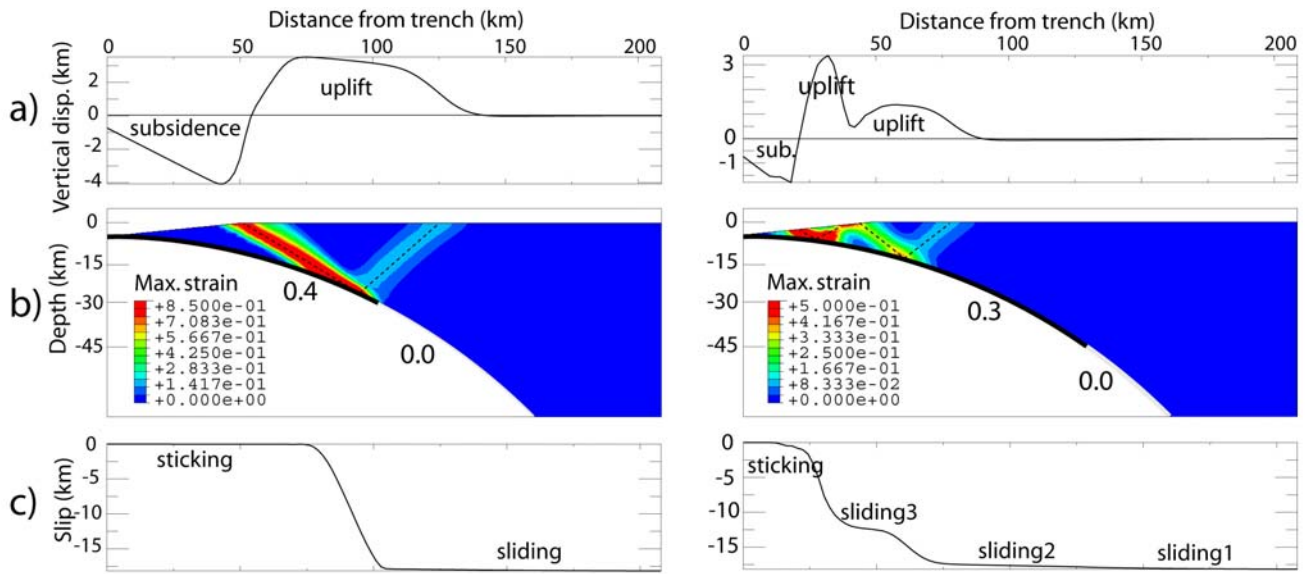 Distance from trench (km)
0 50 100 150 200
a)
Vertical disp. (km)
2
0
-2
-4
subsidence
uplift
b)
Depth (km)
0
-15
-30
-45
Max. strain
+8.500e-01
+7.083e-01
+5.667e-01
+4.250e-01
+2.833e-01
+1.417e-01
+0.000e+00
0.4
0.0
c)
Slip (km)
0
-5
-10
-15
sticking
sliding
Distance from trench (km)
0 50 100 150 200
3
0
-1
sub.
uplift
uplift
0
-15
-30
-45
Max. strain
+5.000e-01
+4.167e-01
+3.333e-01
+2.500e-01
+1.667e-01
+8.333e-02
+0.000e+00
0.3
0.0
0
-5
-10
-15
sticking
sliding3
sliding2
sliding1